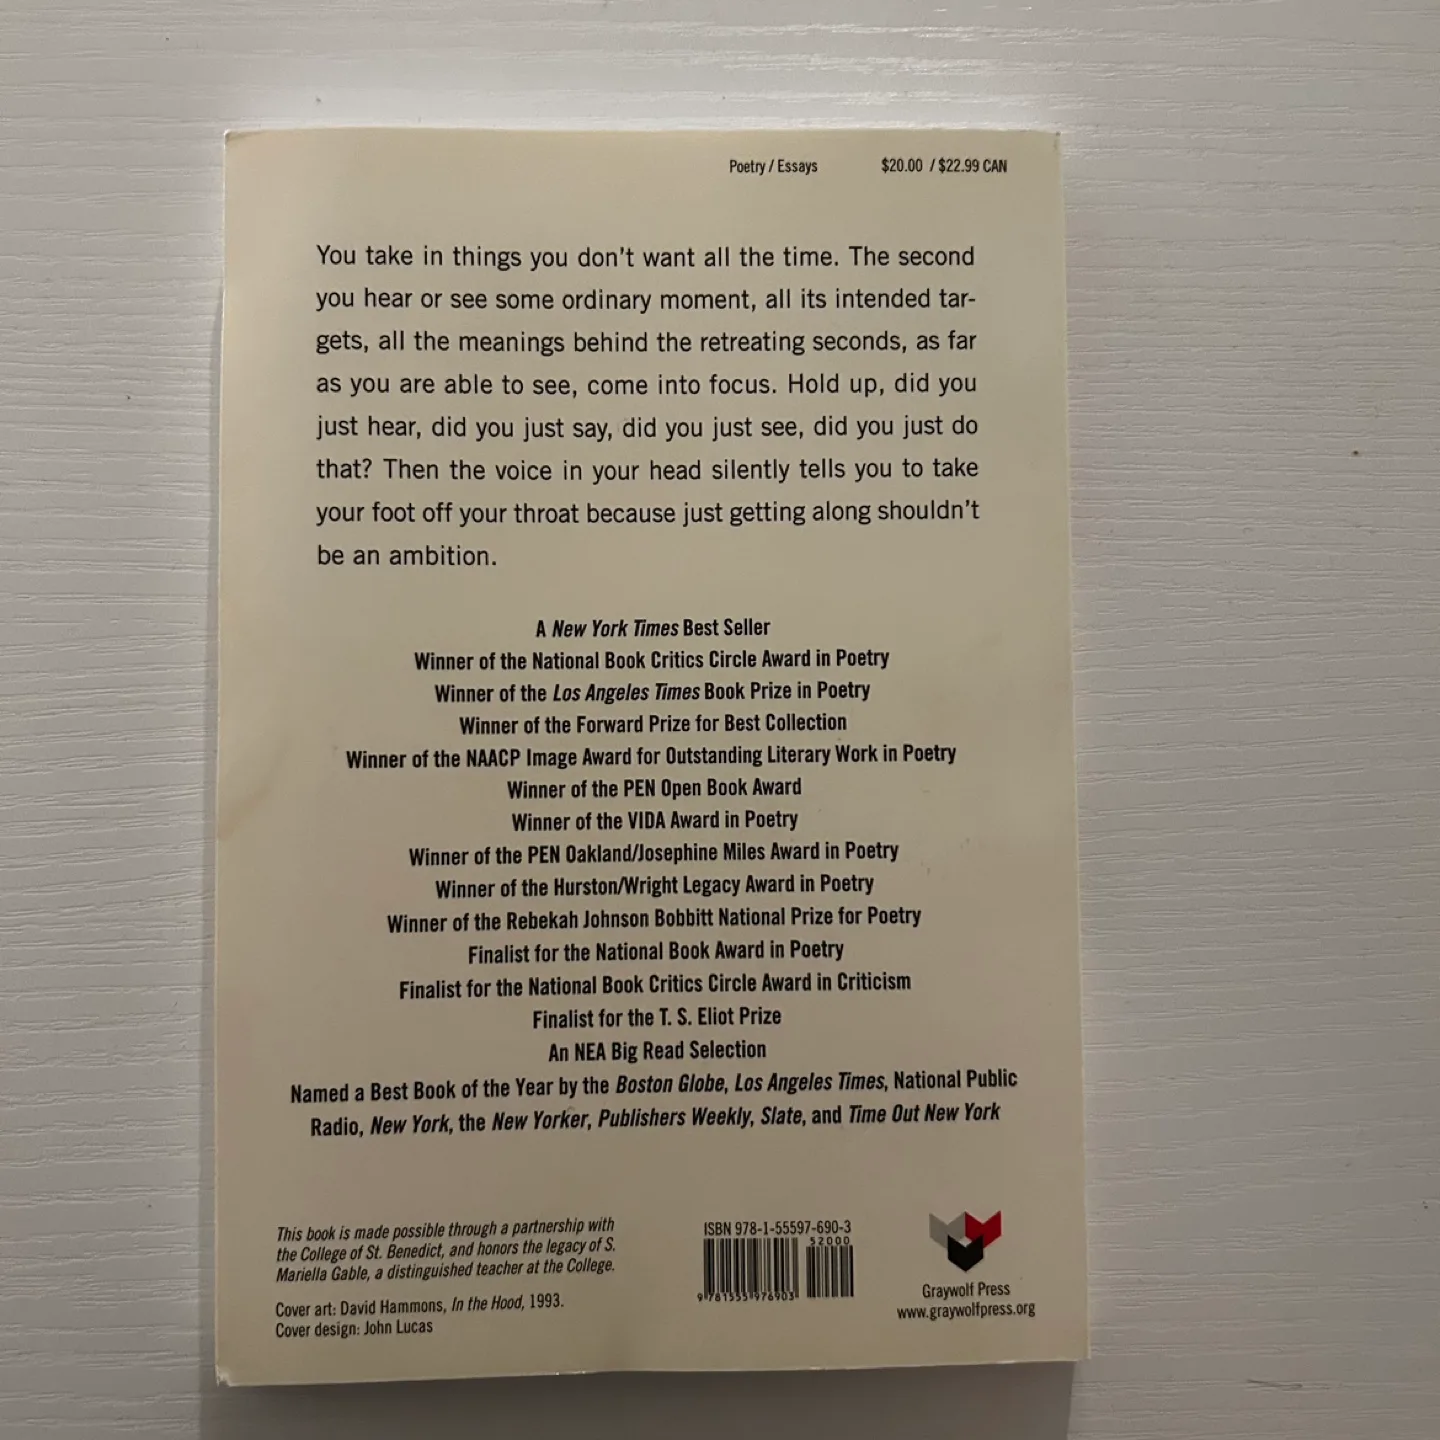 Poetry / Essays $20.00 / $22.99 CAN
You take in things you don't want all the time. The second
you hear or see some ordinary moment, all its intended tar-
gets, all the meanings behind the retreating seconds, as far
as you are able to see, come into focus. Hold up, did you
just hear, did you just say, did you just see, did you just do
that? Then the voice in your head silently tells you to take
your foot off your throat because just getting along shouldn't
be an ambition.
A New York Times Best Seller
Winner of the National Book Critics Circle Award in Poetry
Winner of the Los Angeles Times Book Prize in Poetry
Winner of the Forward Prize for Best Collection
Winner of the NAACP Image Award for Outstanding Literary Work in Poetry
Winner of the PEN Open Book Award
Winner of the VIDA Award in Poetry
Winner of the PEN Oakland/Josephine Miles Award in Poetry
Winner of the Hurston/Wright Legacy Award in Poetry
Winner of the Rebekah Johnson Bobbitt National Prize for Poetry
Finalist for the National Book Award in Poetry
Finalist for the National Book Critics Circle Award in Criticism
Finalist for the T. S. Eliot Prize
An NEA Big Read Selection
Named a Best Book of the Year by the Boston Globe, Los Angeles Times, National Public
Radio, New York, the New Yorker, Publishers Weekly, Slate, and Time Out New York
This book is made possible through a partnership with
the College of St. Benedict, and honors the legacy of S.
Mariella Gable, a distinguished teacher at the College.
Cover art: David Hammons, In the Hood, 1993.
Cover design: John Lucas
ISBN 978-1-55597-690-3
52000
9 781555 976903
Graywolf Press
www.graywolfpress.org